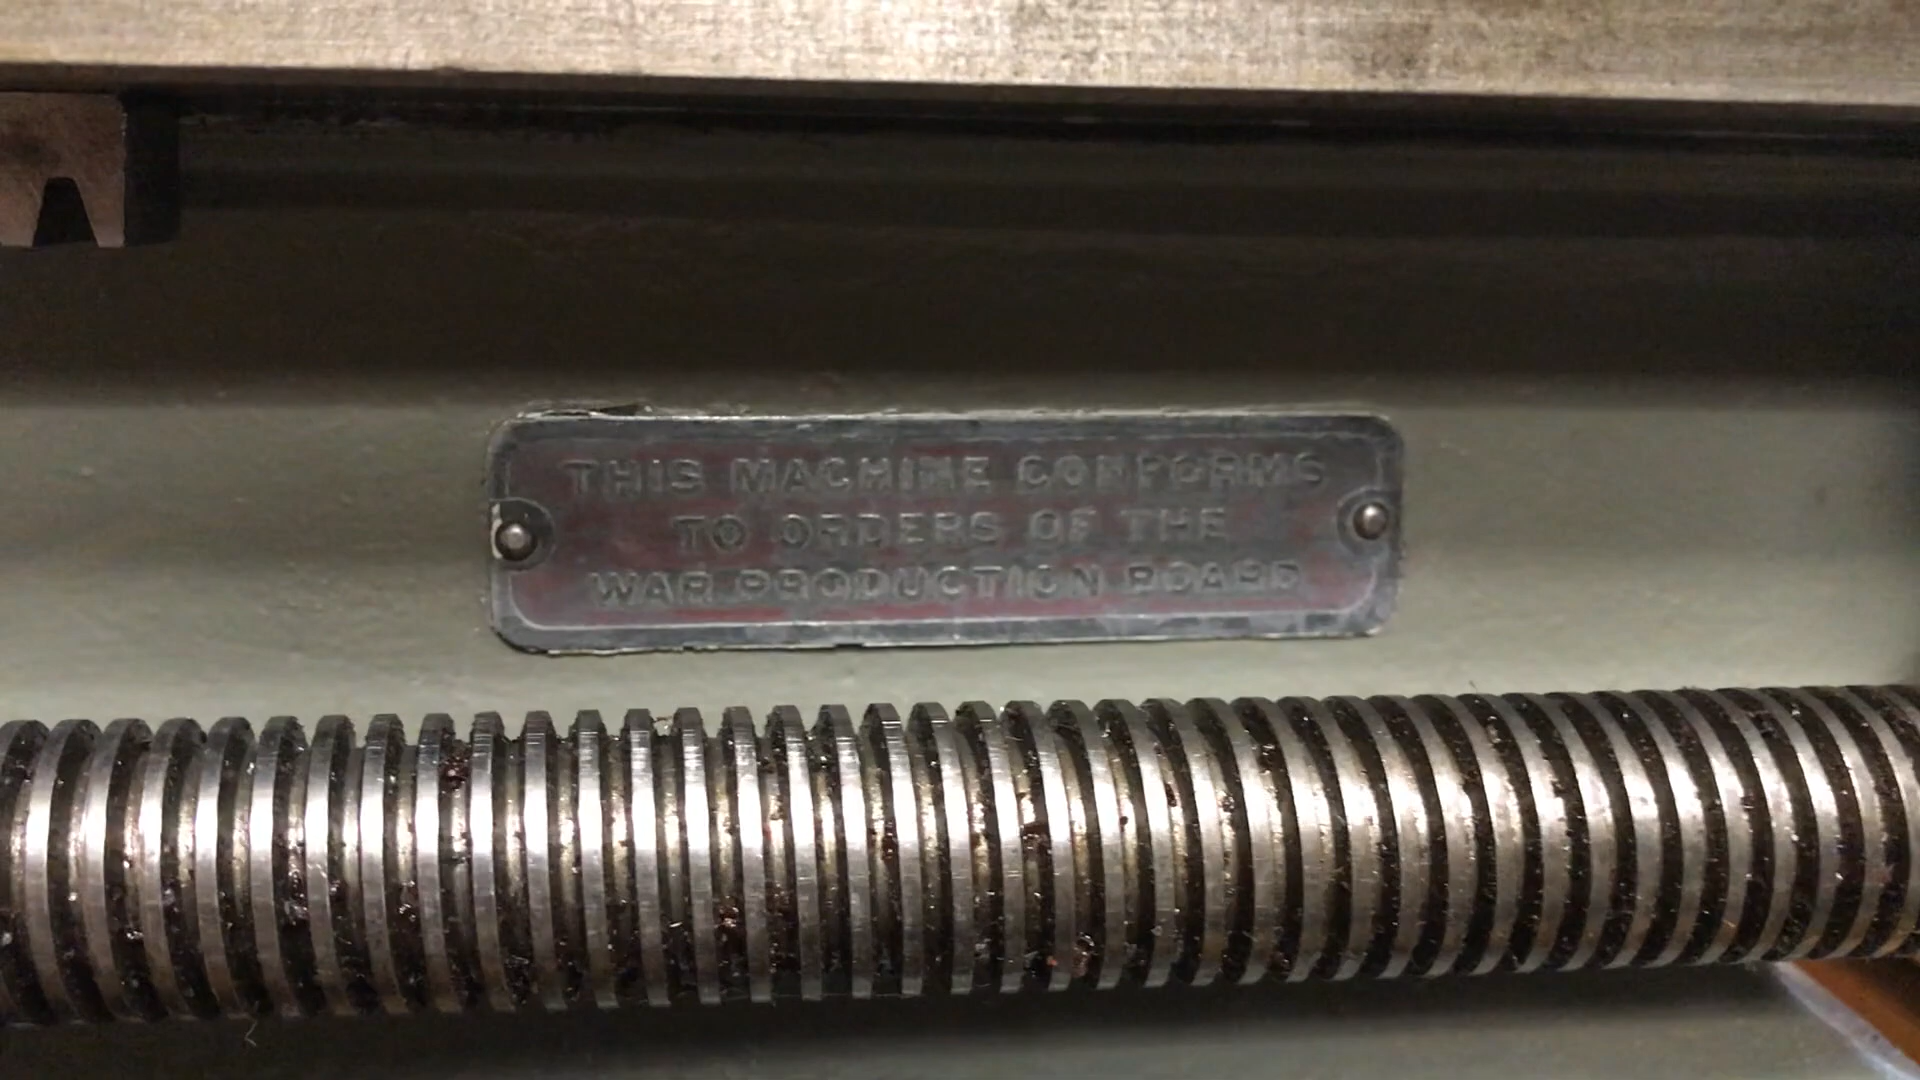 THIS MACHINE CONFORMS
TO ORDERS OF THE
WAR PRODUCTION BOARD